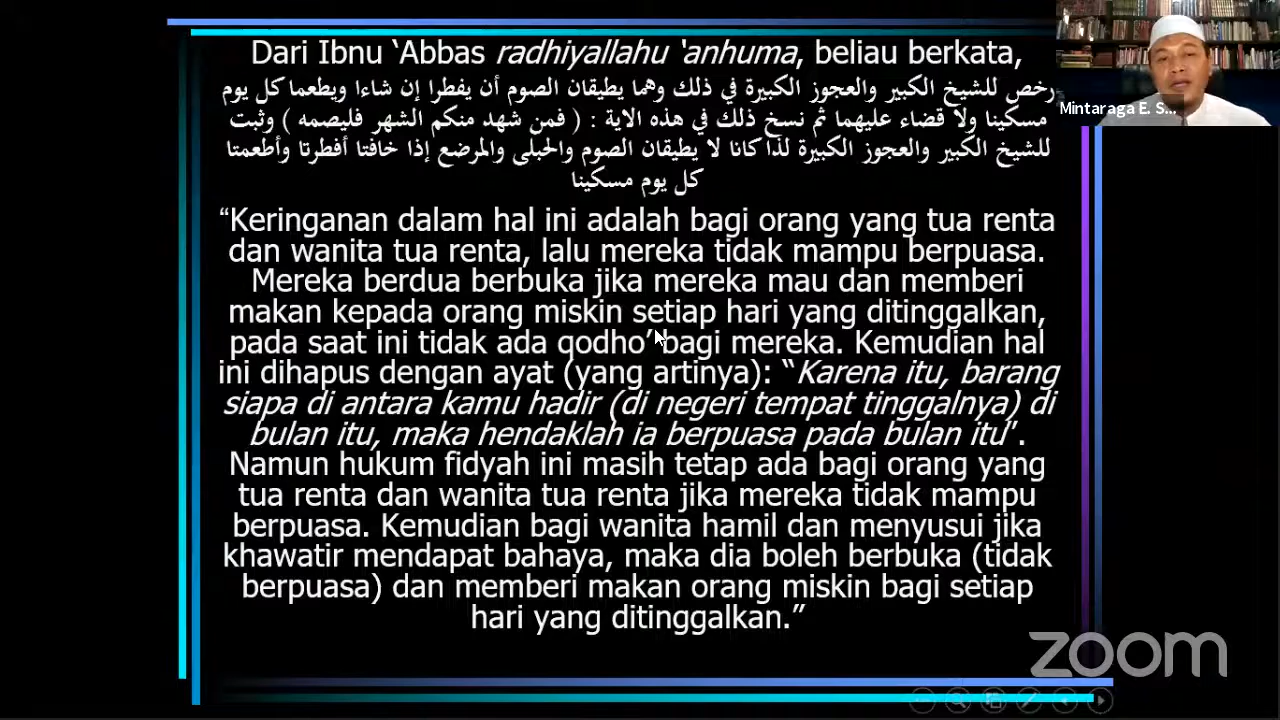 Dari Ibnu ‘Abbas radhiyallahu ‘anhuma, beliau berkata,
رخص للشيخ الكبير والعجوز الكبيرة في ذلك وهما يطيقان الصوم أن يفطرا إن شاءا ويطعما كل يوم
مسكينا ولا قضاء عليهما ثم نسخ ذلك في هذه الاية : ( فمن شهد منكم الشهر فليصمه ) وثبت
للشيخ الكبير والعجوز الكبيرة لذا كانا لا يطيقان الصوم والحبلى والمرضع إذا خافتا أفطرتا وأطعمتا
كل يوم مسكينا
“Keringanan dalam hal ini adalah bagi orang yang tua renta
dan wanita tua renta, lalu mereka tidak mampu berpuasa.
Mereka berdua berbuka jika mereka mau dan memberi
makan kepada orang miskin setiap hari yang ditinggalkan,
pada saat ini tidak ada qodho’ bagi mereka. Kemudian hal
ini dihapus dengan ayat (yang artinya): “Karena itu, barang
siapa di antara kamu hadir (di negeri tempat tinggalnya) di
bulan itu, maka hendaklah ia berpuasa pada bulan itu”.
Namun hukum fidyah ini masih tetap ada bagi orang yang
tua renta dan wanita tua renta jika mereka tidak mampu
berpuasa. Kemudian bagi wanita hamil dan menyusui jika
khawatir mendapat bahaya, maka dia boleh berbuka (tidak
berpuasa) dan memberi makan orang miskin bagi setiap
hari yang ditinggalkan.”
Mintaraga E. S...
zoom